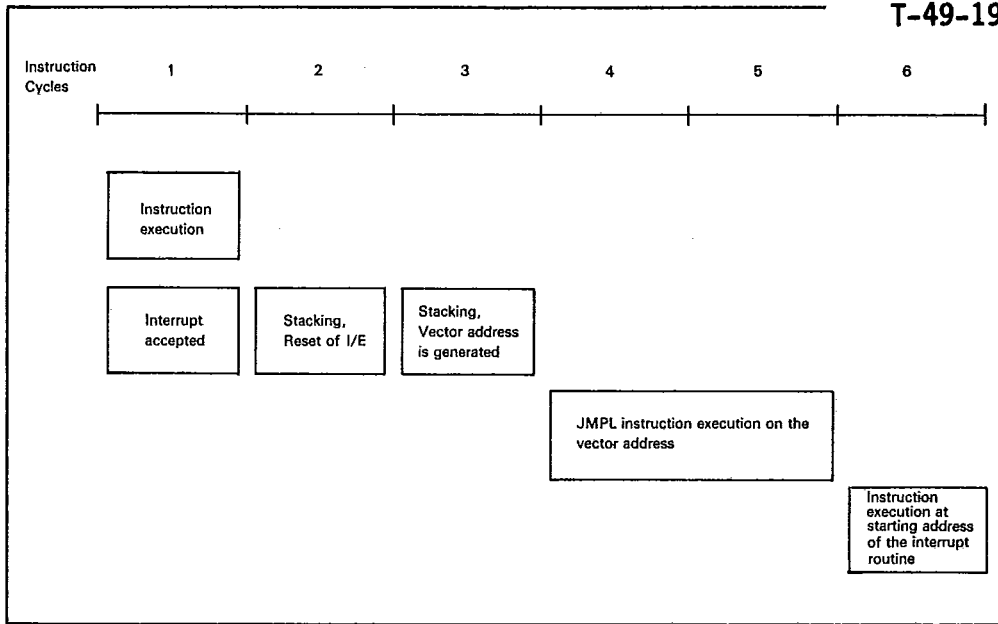 T-49-19
Instruction
Cycles
1 2 3 4 5 6
Instruction
execution
Interrupt
accepted
Stacking,
Reset of I/E
Stacking,
Vector address
is generated
JMPL instruction execution on the
vector address
Instruction
execution at
starting address
of the interrupt
routine